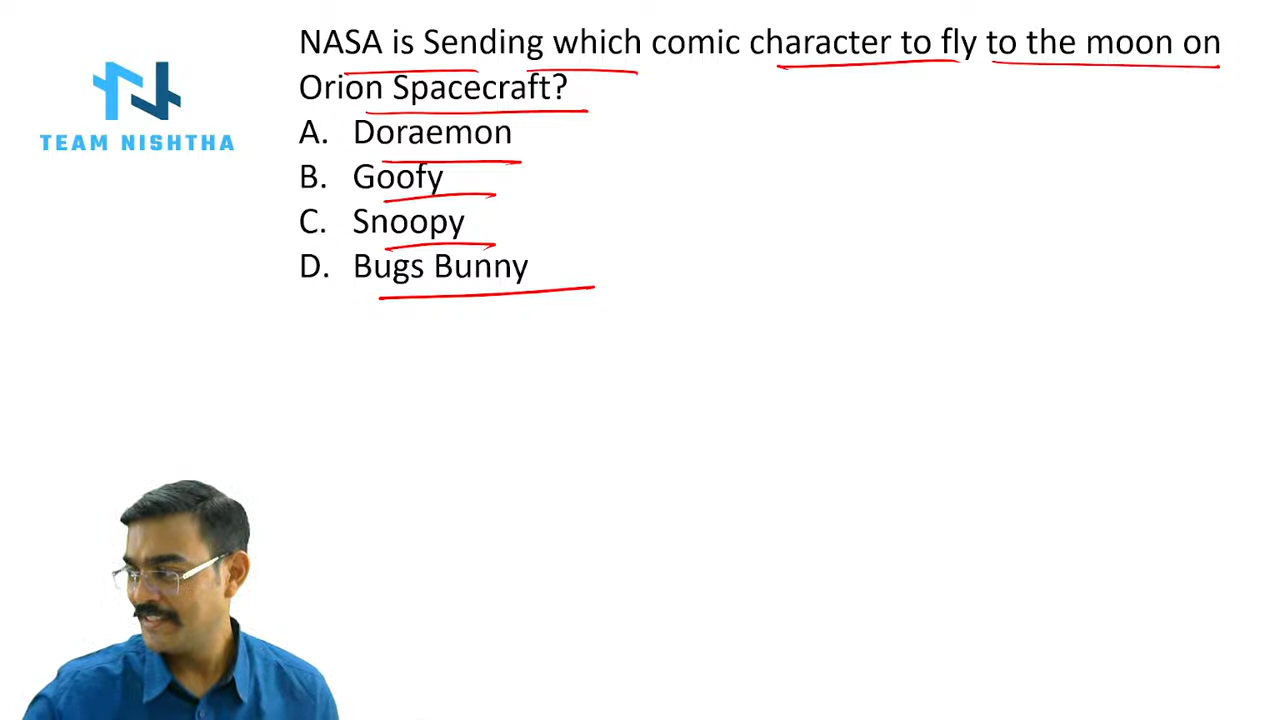 NASA is Sending which comic character to fly to the moon on
Orion Spacecraft?
A. Doraemon
B. Goofy
C. Snoopy
D. Bugs Bunny
TEAM NISHTHA